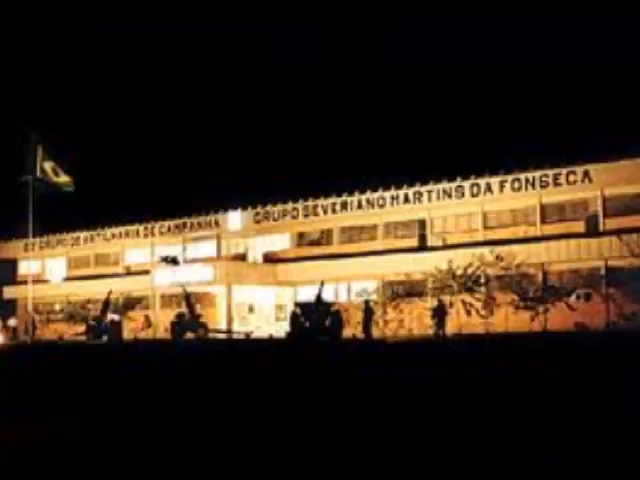 GRUPO DE ARTILHARIA DE CAMPANHA
GRUPO SEVERIANO MARTINS DA FONSECA